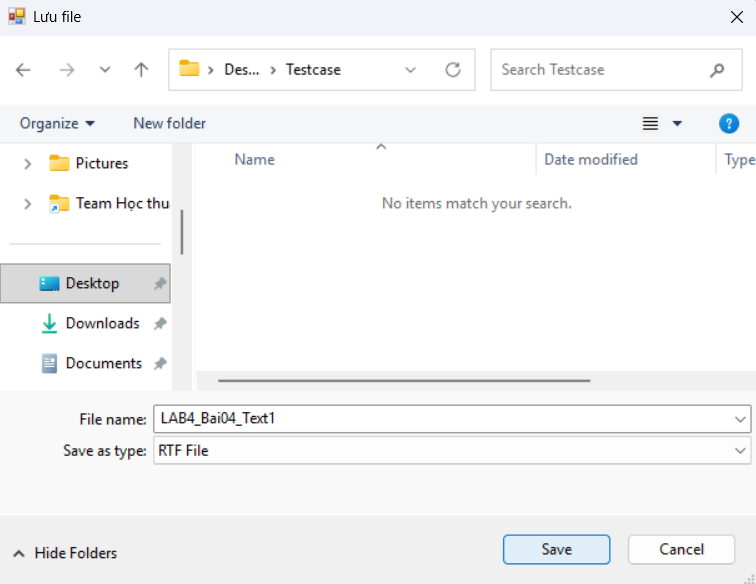 Lưu file
Des... Testcase
Search Testcase
Organize New folder
?
Name Date modified Type
Pictures
Team Học thu
No items match your search.
Desktop
Downloads
Documents
File name: LAB4_Bai04_Text1
Save as type: RTF File
Hide Folders Save Cancel